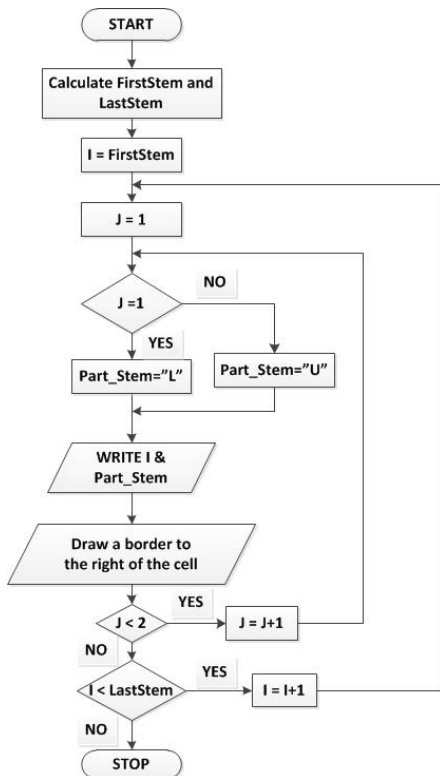 START
Calculate FirstStem and
LastStem
I = FirstStem
J = 1
J =1
NO
YES
Part_Stem="L"
Part_Stem="U"
WRITE I &
Part_Stem
Draw a border to
the right of the cell
J < 2
YES
J = J+1
NO
I < LastStem
YES
I = I+1
NO
STOP